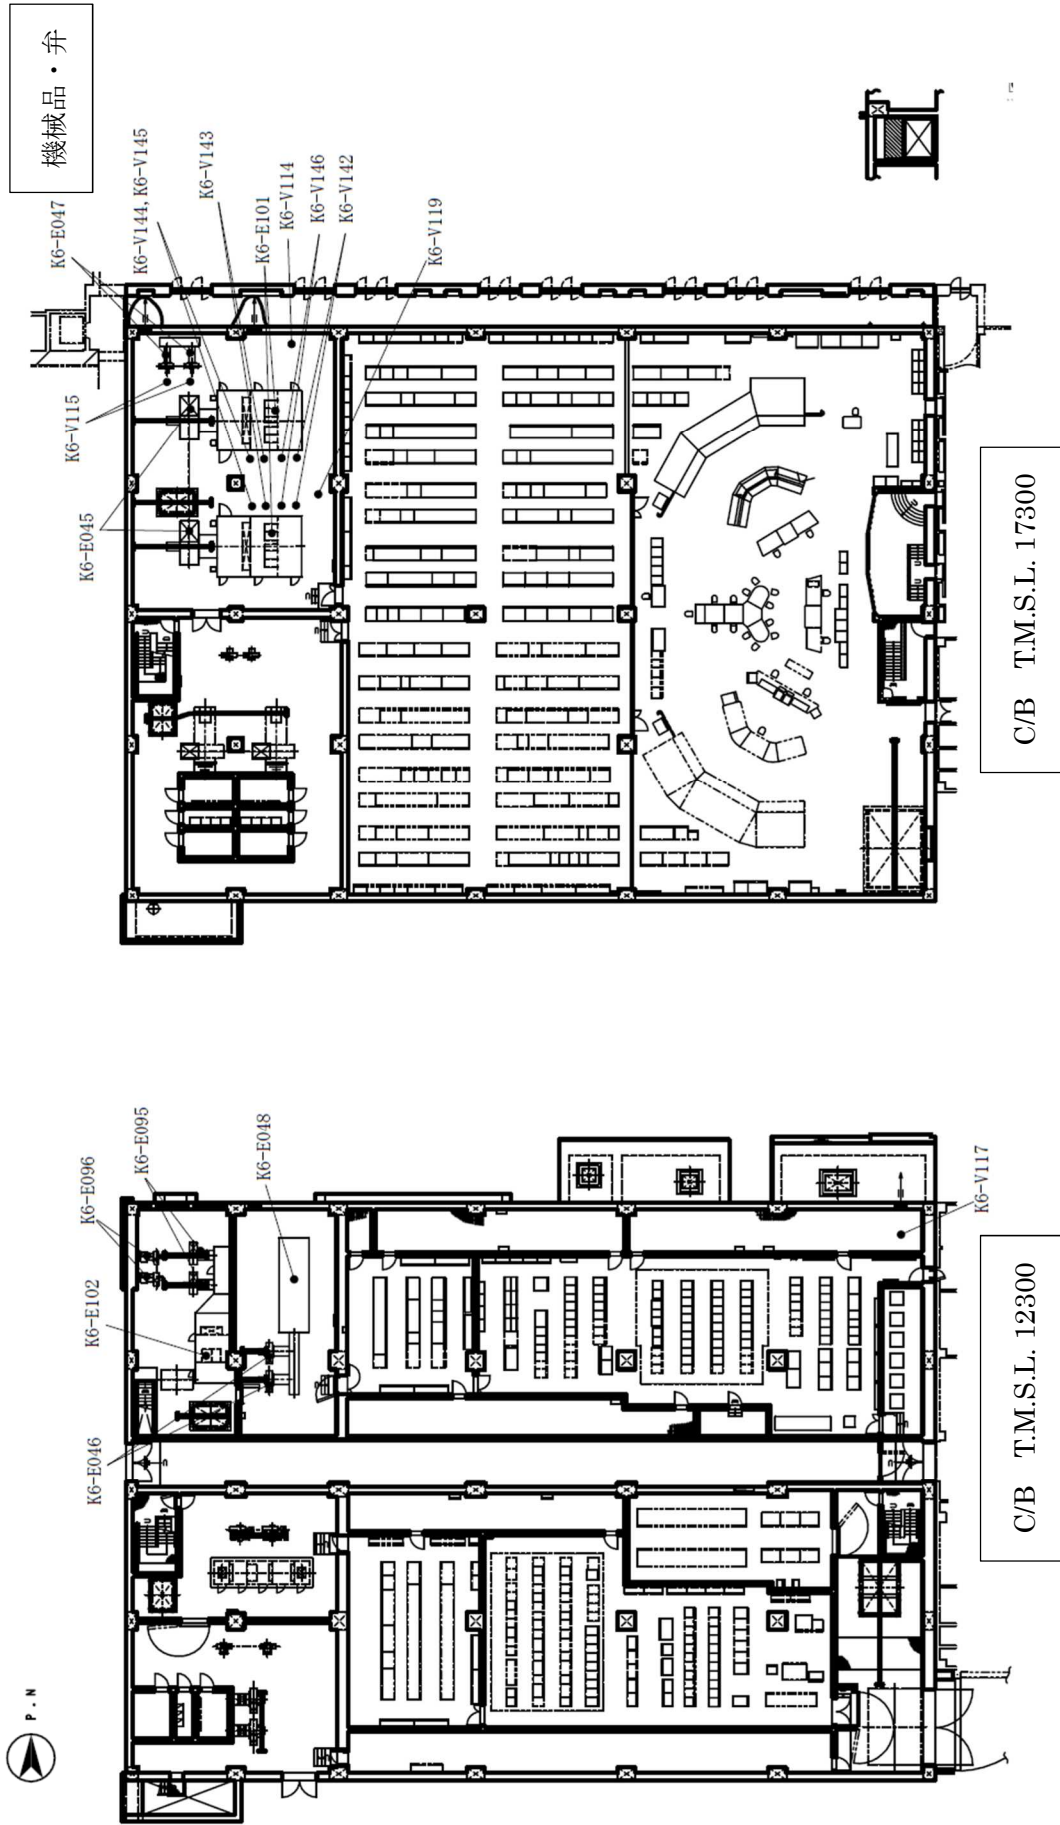 機械品・弁
K6-E047
K6-V144, K6-V145
K6-V143
K6-E101
K6-V114
K6-V146
K6-V142
K6-V119
K6-V115
K6-E045
C/B T.M.S.L. 17300
K6-E096
K6-E095
K6-E048
K6-E102
K6-E046
K6-V117
C/B T.M.S.L. 12300
P.N